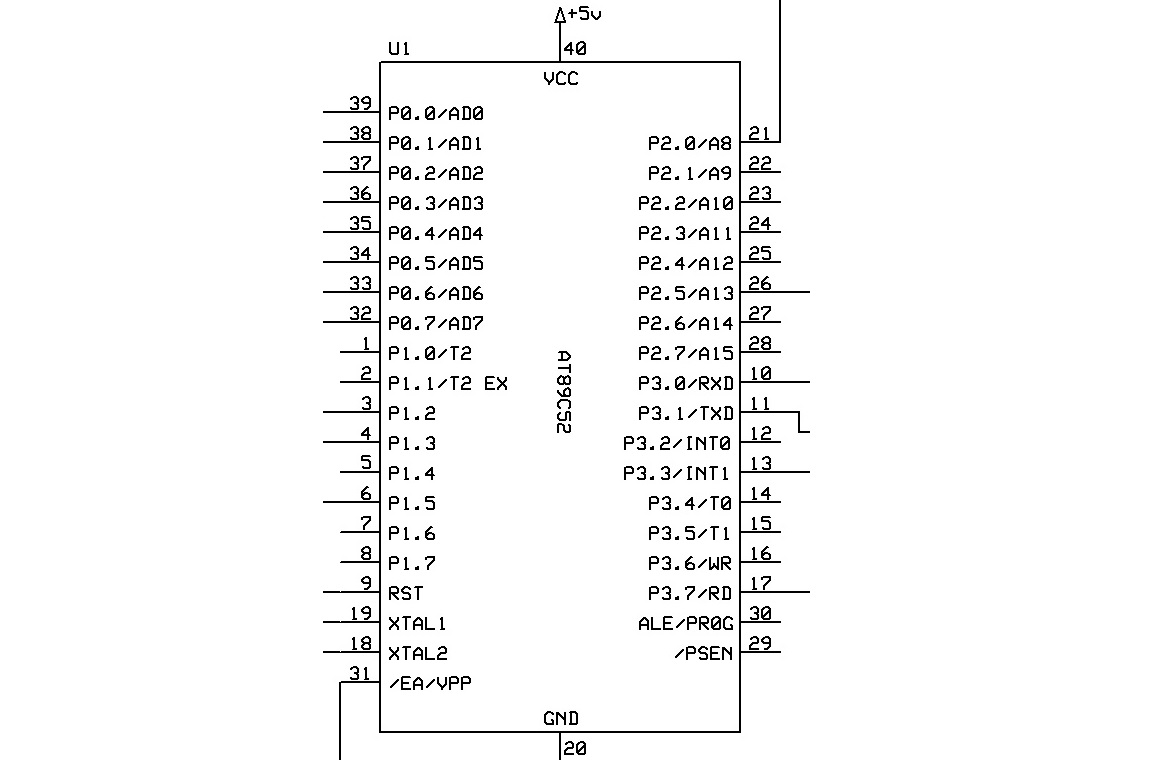 +5v
U1
40
VCC
39 P0.0/AD0
38 P0.1/AD1
P2.0/A8 21
37 P0.2/AD2
P2.1/A9 22
36 P0.3/AD3
P2.2/A10 23
35 P0.4/AD4
P2.3/A11 24
34 P0.5/AD5
P2.4/A12 25
33 P0.6/AD6
P2.5/A13 26
32 P0.7/AD7
P2.6/A14 27
1 P1.0/T2
P2.7/A15 28
2 P1.1/T2 EX
P3.0/RXD 10
AT89C52
3 P1.2
P3.1/TXD 11
4 P1.3
P3.2/INT0 12
5 P1.4
P3.3/INT1 13
6 P1.5
P3.4/T0 14
7 P1.6
P3.5/T1 15
8 P1.7
P3.6/WR 16
9 RST
P3.7/RD 17
19 XTAL1
ALE/PR0G 30
18 XTAL2
/PSEN 29
31 /EA/VPP
GND
20